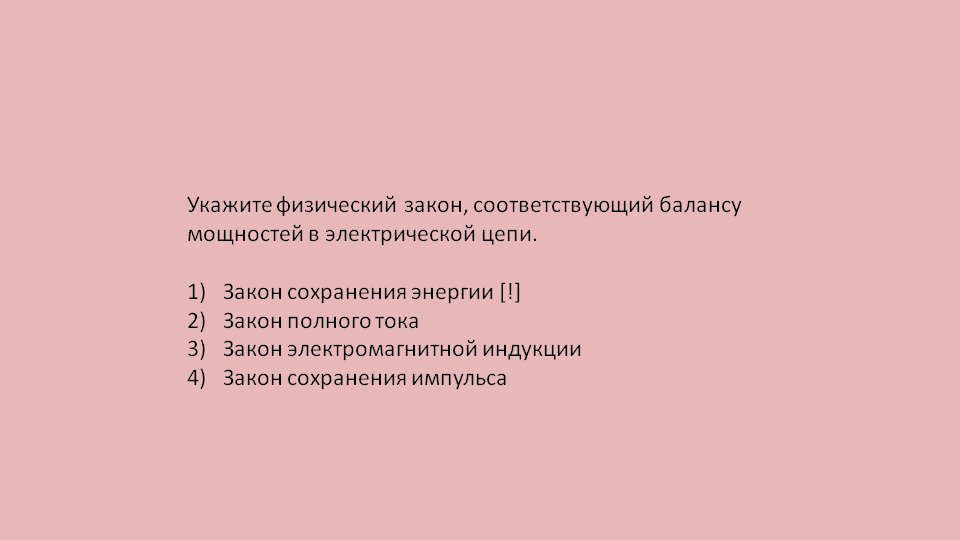 Укажите физический закон, соответствующий балансу
мощностей в электрической цепи.
1) Закон сохранения энергии [!]
2) Закон полного тока
3) Закон электромагнитной индукции
4) Закон сохранения импульса